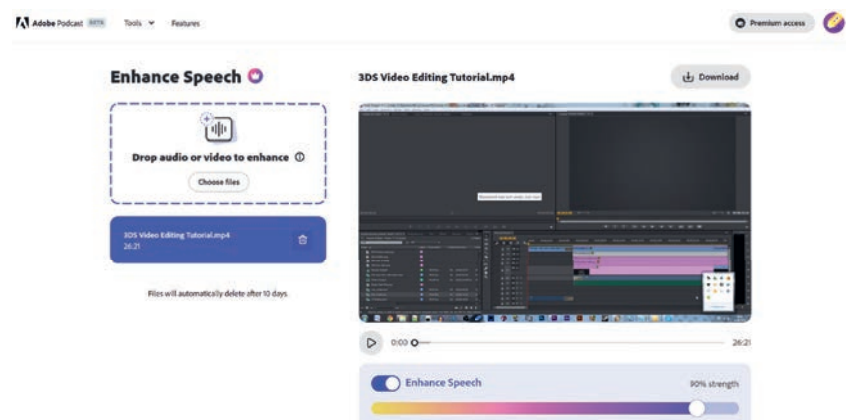 Adobe Podcast BETA
Tools
Features
Premium access
Enhance Speech
Drop audio or video to enhance
Choose files
3DS Video Editing Tutorial.mp4
26:21
Files will automatically delete after 10 days.
3DS Video Editing Tutorial.mp4
Download
0:00
26:21
Enhance Speech
90% strength